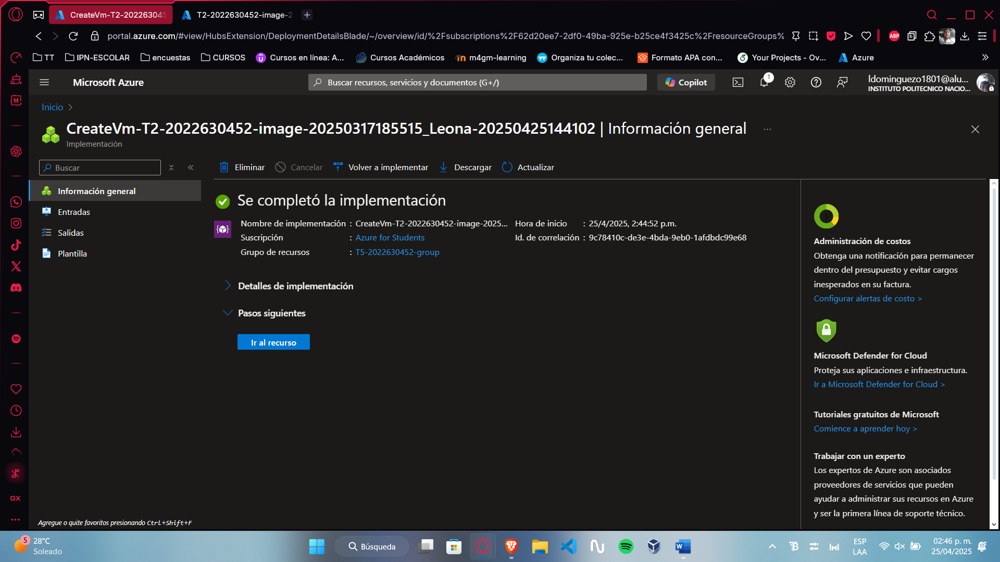 CreateVm-T2-202263045
T2-2022630452-image-2
portal.azure.com/#view/HubsExtension/DeploymentDetailsBlade/~/overview/id/%2Fsubscriptions%2F62d20ee7-2df0-49ba-925e-b25ce4f3425c%2FresourceGroups%
ABP
TT
IPN-ESCOLAR
encuestas
CURSOS
Cursos en línea: A...
Cursos Académicos
m4gm-learning
Organiza tu colec...
Formato APA con...
Your Projects - Ov...
Azure
Microsoft Azure
Buscar recursos, servicios y documentos (G+/)
Copilot
1
ldominguezo1801@alu...
INSTITUTO POLITECNICO NACIO...
Inicio
CreateVm-T2-2022630452-image-20250317185515_Leona-20250425144102 | Información general ...
Implementación
Buscar
Eliminar
Cancelar
Volver a implementar
Descargar
Actualizar
Información general
Entradas
Salidas
Plantilla
Se completó la implementación
Nombre de implementación : CreateVm-T2-2022630452-image-2025...
Suscripción : Azure for Students
Grupo de recursos : T5-2022630452-group
Hora de inicio : 25/4/2025, 2:44:52 p.m.
Id. de correlación : 9c78410c-de3e-4bda-9eb0-1afdbdc99e68
Detalles de implementación
Pasos siguientes
Ir al recurso
Administración de costos
Obtenga una notificación para permanecer
dentro del presupuesto y evitar cargos
inesperados en su factura.
Configurar alertas de costo >
Microsoft Defender for Cloud
Proteja sus aplicaciones e infraestructura.
Ir a Microsoft Defender for Cloud >
Tutoriales gratuitos de Microsoft
Comience a aprender hoy >
Trabajar con un experto
Los expertos de Azure son asociados
proveedores de servicios que pueden
ayudar a administrar sus recursos en Azure
y ser la primera línea de soporte técnico.
GX
Agregue o quite favoritos presionando Ctrl+Shift+F
5
28°C
Soleado
Búsqueda
ESP
LAA
02:46 p. m.
25/04/2025